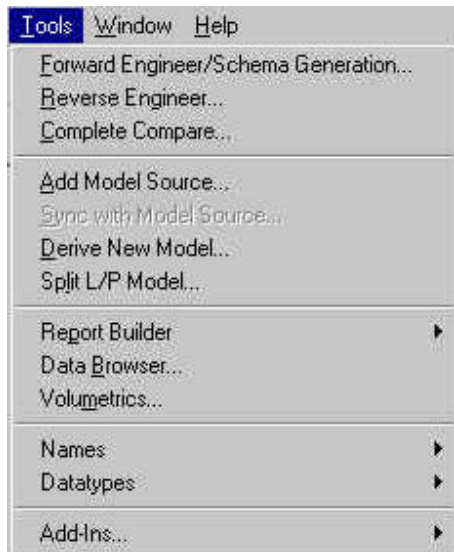 Tools Window Help
Forward Engineer/Schema Generation...
Reverse Engineer...
Complete Compare...
Add Model Source...
Sync with Model Source...
Derive New Model...
Split L/P Model...
Report Builder
Data Browser...
Volumetrics...
Names
Datatypes
Add-Ins...